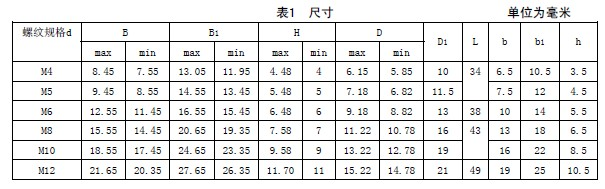 表1 尺寸 单位为毫米
螺纹规格d B B1 H D D1 L b b1 h
max min max min max min max min
M4 8.45 7.55 13.05 11.95 4.48 4 6.15 5.85 10 34 6.5 10.5 3.5
M5 9.45 8.55 14.55 13.45 5.48 5 7.18 6.82 11.5 7.5 12 4.5
M6 12.55 11.45 16.55 15.45 6.48 6 9.18 8.82 13 38 10 14 5.5
M8 15.55 14.45 20.65 19.35 7.58 7 11.22 10.78 16 43 13 18 6.5
M10 18.55 17.45 24.65 23.35 9.58 9 13.22 12.78 19 16 22 8.5
M12 21.65 20.35 27.65 26.35 11.70 11 15.22 14.78 21 49 19 25 10.5